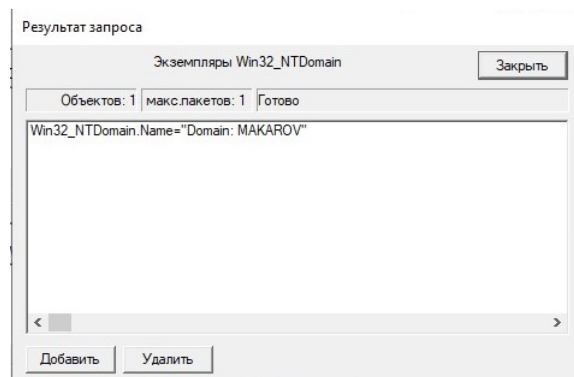 Результат запроса
Экземпляры Win32_NTDomain
Закрыть
Объектов: 1 макс.пакетов: 1 Готово
Win32_NTDomain.Name="Domain: MAKAROV"
Добавить Удалить